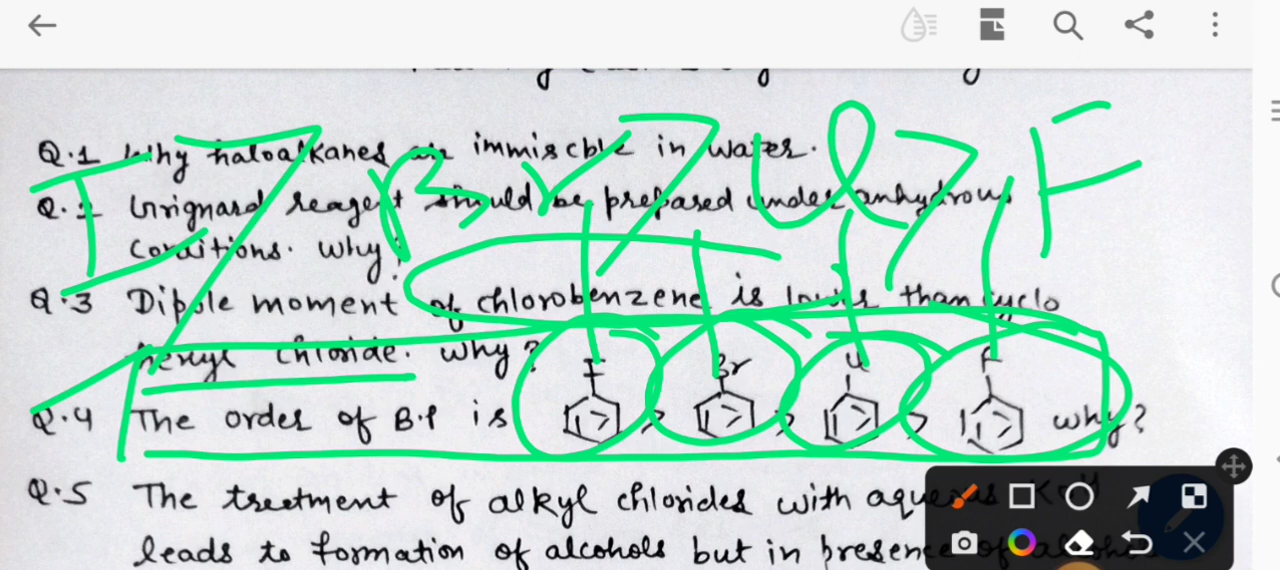 Q.1 Why haloalkanes are immiscble in water.
Q.2 Grignard reagent should be prepared under anhydrous
conditions. Why?
Q.3 Dipole moment of chlorobenzene is lower than cyclo
hexyl chloride. Why?
I > Br > Cl > F
I Br Cl F
Q.4 The order of B.P is > > > why?
Q.5 The treatment of alkyl chlorides with aqueous KOH
leads to formation of alcohols but in presence of